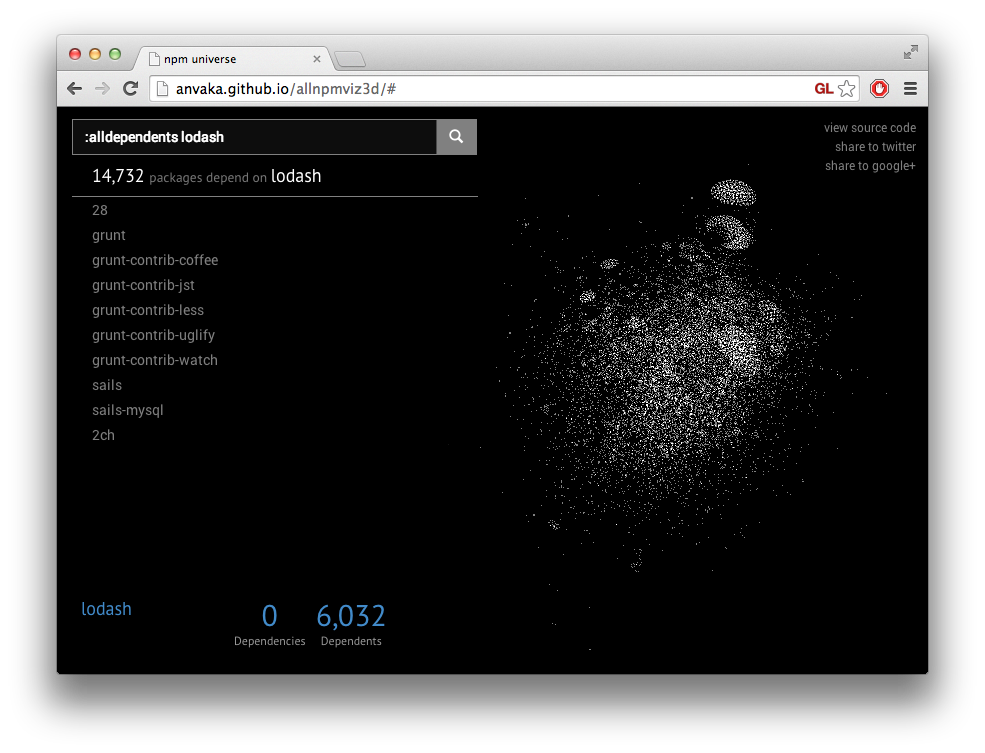 npm universe
anvaka.github.io/allnpmviz3d/#
GL
:alldependents lodash
view source code
share to twitter
share to google+
14,732 packages depend on lodash
28
grunt
grunt-contrib-coffee
grunt-contrib-jst
grunt-contrib-less
grunt-contrib-uglify
grunt-contrib-watch
sails
sails-mysql
2ch
lodash
0 6,032
Dependencies Dependents